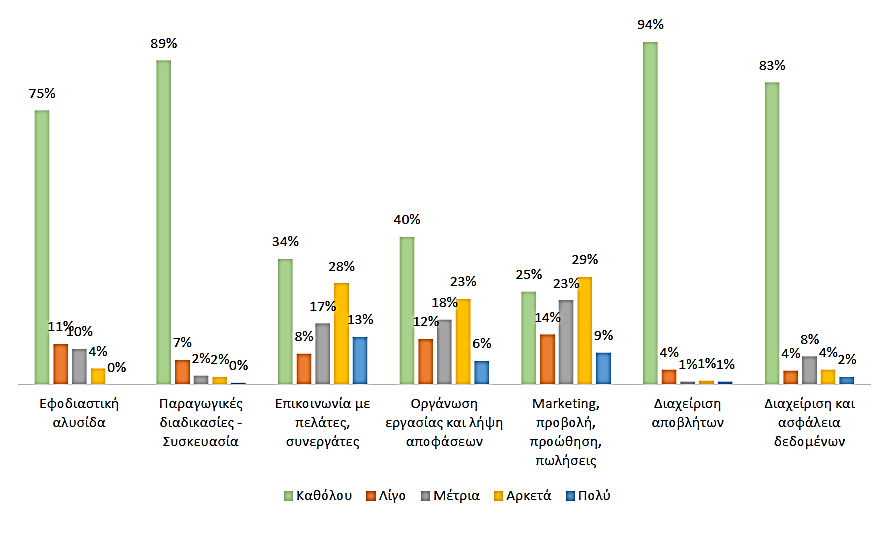 75%
11%
10%
4%
0%
89%
7%
2%
2%
0%
34%
8%
17%
28%
13%
40%
12%
18%
23%
6%
25%
14%
23%
29%
9%
94%
4%
1%
1%
1%
83%
4%
8%
4%
2%
Εφοδιαστική
αλυσίδα
Παραγωγικές
διαδικασίες -
Συσκευασία
Επικοινωνία με
πελάτες,
συνεργάτες
Οργάνωση
εργασίας και λήψη
αποφάσεων
Marketing,
προβολή,
προώθηση,
πωλήσεις
Διαχείριση
αποβλήτων
Διαχείριση και
ασφάλεια
δεδομένων
Καθόλου Λίγο Μέτρια Αρκετά Πολύ